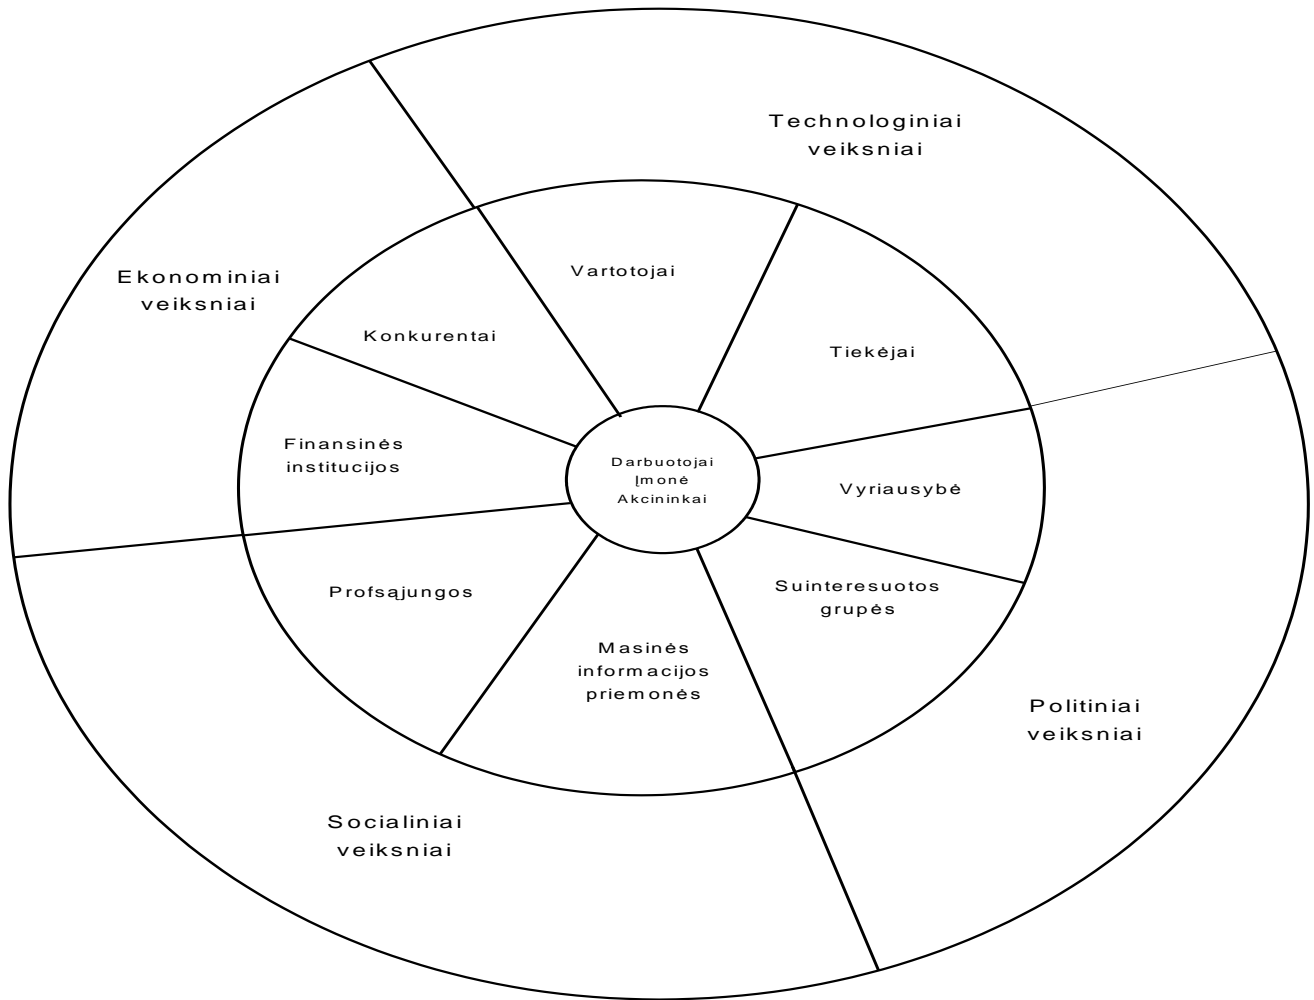 Technologiniai
veiksniai
Ekonominiai
veiksniai
Vartotojai
Konkurentai
Tiekėjai
Finansinės
institucijos
Darbuotojai
Įmonė
Akcininkai
Vyriausybė
Profsąjungos
Suinteresuotos
grupės
Masinės
informacijos
priemonės
Politiniai
veiksniai
Socialiniai
veiksniai